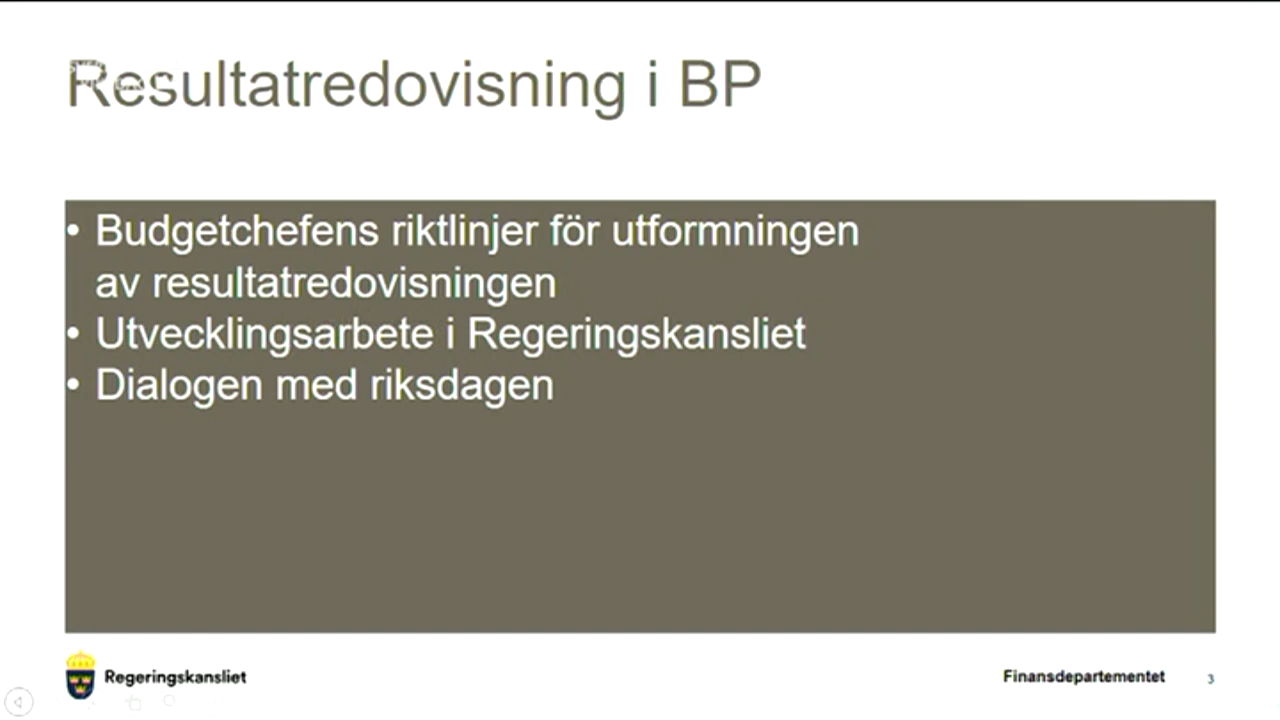 Resultatredovisning i BP
• Budgetchefens riktlinjer för utformningen
av resultatredovisningen
• Utvecklingsarbete i Regeringskansliet
• Dialogen med riksdagen
Regeringskansliet
Finansdepartementet
3